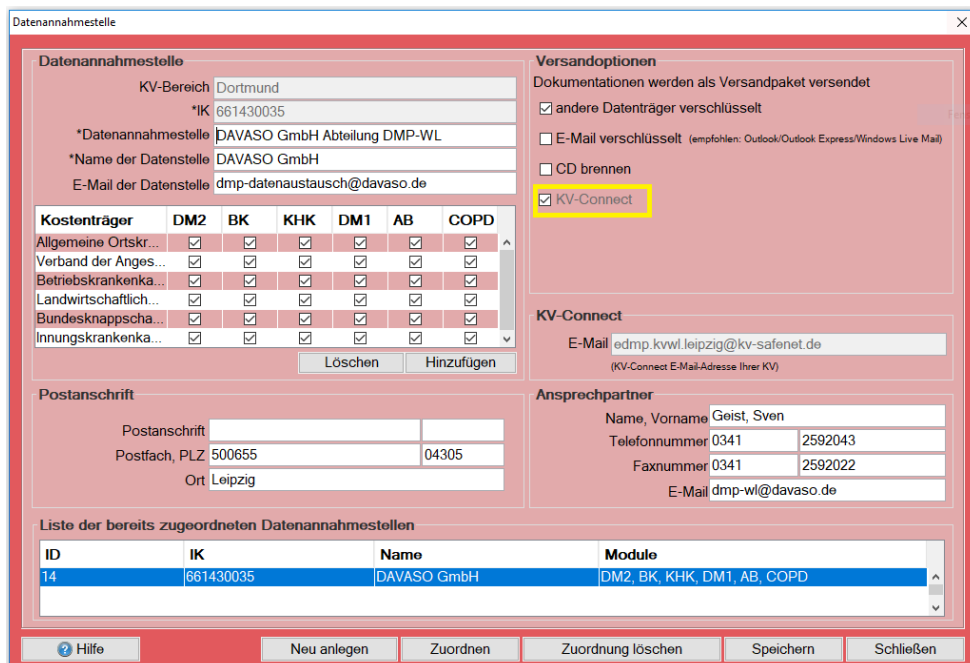 Datenannahmestelle
Datenannahmestelle
KV-Bereich Dortmund
*IK 661430035
*Datenannahmestelle DAVASO GmbH Abteilung DMP-WL
*Name der Datenstelle DAVASO GmbH
E-Mail der Datenstelle dmp-datenaustausch@davaso.de
Kostenträger DM2 BK KHK DM1 AB COPD
Allgemeine Ortskr...
Verband der Anges...
Betriebskrankenka...
Landwirtschaftlich...
Bundesknappscha...
Innungskrankenka...
Löschen Hinzufügen
Versandoptionen
Dokumentationen werden als Versandpaket versendet
andere Datenträger verschlüsselt
E-Mail verschlüsselt (empfohlen: Outlook/Outlook Express/Windows Live Mail)
CD brennen
KV-Connect
KV-Connect
E-Mail edmp.kvwl.leipzig@kv-safenet.de
(KV-Connect E-Mail-Adresse Ihrer KV)
Postanschrift
Postanschrift
Postfach, PLZ 500655 04305
Ort Leipzig
Ansprechpartner
Name, Vorname Geist, Sven
Telefonnummer 0341 2592043
Faxnummer 0341 2592022
E-Mail dmp-wl@davaso.de
Liste der bereits zugeordneten Datenannahmestellen
ID IK Name Module
14 661430035 DAVASO GmbH DM2, BK, KHK, DM1, AB, COPD
Hilfe Neu anlegen Zuordnen Zuordnung löschen Speichern Schließen